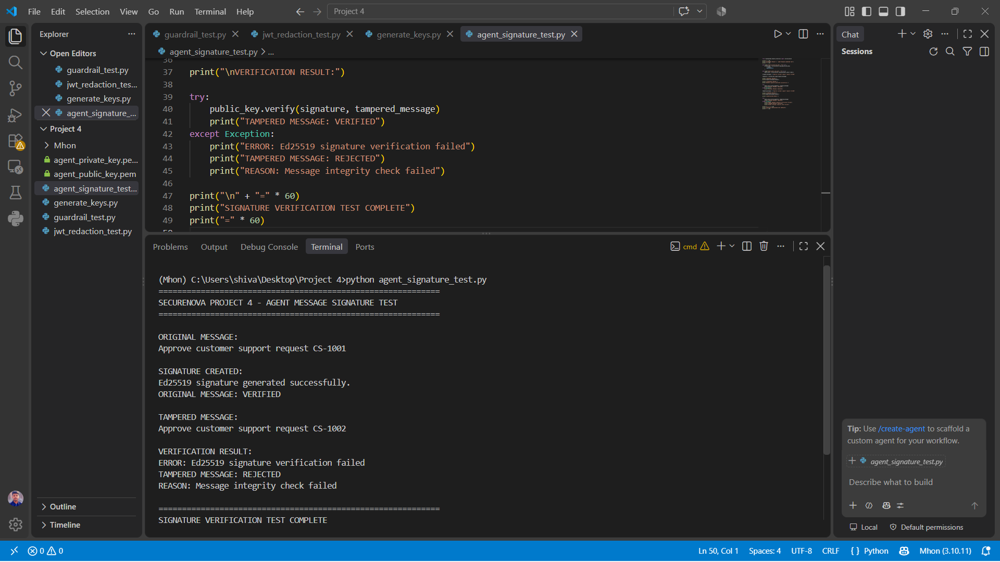 File Edit Selection View Go Run Terminal Help
Project 4
Explorer
Open Editors
guardrail_test.py
jwt_redaction_tes...
generate_keys.py
agent_signature_...
Project 4
Mhon
agent_private_key.pe...
agent_public_key.pem
agent_signature_test...
generate_keys.py
guardrail_test.py
jwt_redaction_test.py
Outline
Timeline
guardrail_test.py jwt_redaction_test.py generate_keys.py agent_signature_test.py
agent_signature_test.py > ...
36
37 print("\nVERIFICATION RESULT:")
38
39 try:
40 public_key.verify(signature, tampered_message)
41 print("TAMPERED MESSAGE: VERIFIED")
42 except Exception:
43 print("ERROR: Ed25519 signature verification failed")
44 print("TAMPERED MESSAGE: REJECTED")
45 print("REASON: Message integrity check failed")
46
47 print("\n" + "=" * 60)
48 print("SIGNATURE VERIFICATION TEST COMPLETE")
49 print("=" * 60)
50
Problems Output Debug Console Terminal Ports
cmd
(Mhon) C:\Users\shiva\Desktop\Project 4>python agent_signature_test.py
============================================================
SECURENOVA PROJECT 4 - AGENT MESSAGE SIGNATURE TEST
============================================================
ORIGINAL MESSAGE:
Approve customer support request CS-1001
SIGNATURE CREATED:
Ed25519 signature generated successfully.
ORIGINAL MESSAGE: VERIFIED
TAMPERED MESSAGE:
Approve customer support request CS-1002
VERIFICATION RESULT:
ERROR: Ed25519 signature verification failed
TAMPERED MESSAGE: REJECTED
REASON: Message integrity check failed
============================================================
SIGNATURE VERIFICATION TEST COMPLETE
Chat
Sessions
Tip: Use /create-agent to scaffold a
custom agent for your workflow.
agent_signature_test.py
Describe what to build
Local Default permissions
0 0
Ln 50, Col 1 Spaces: 4 UTF-8 CRLF { } Python Mhon (3.10.11)